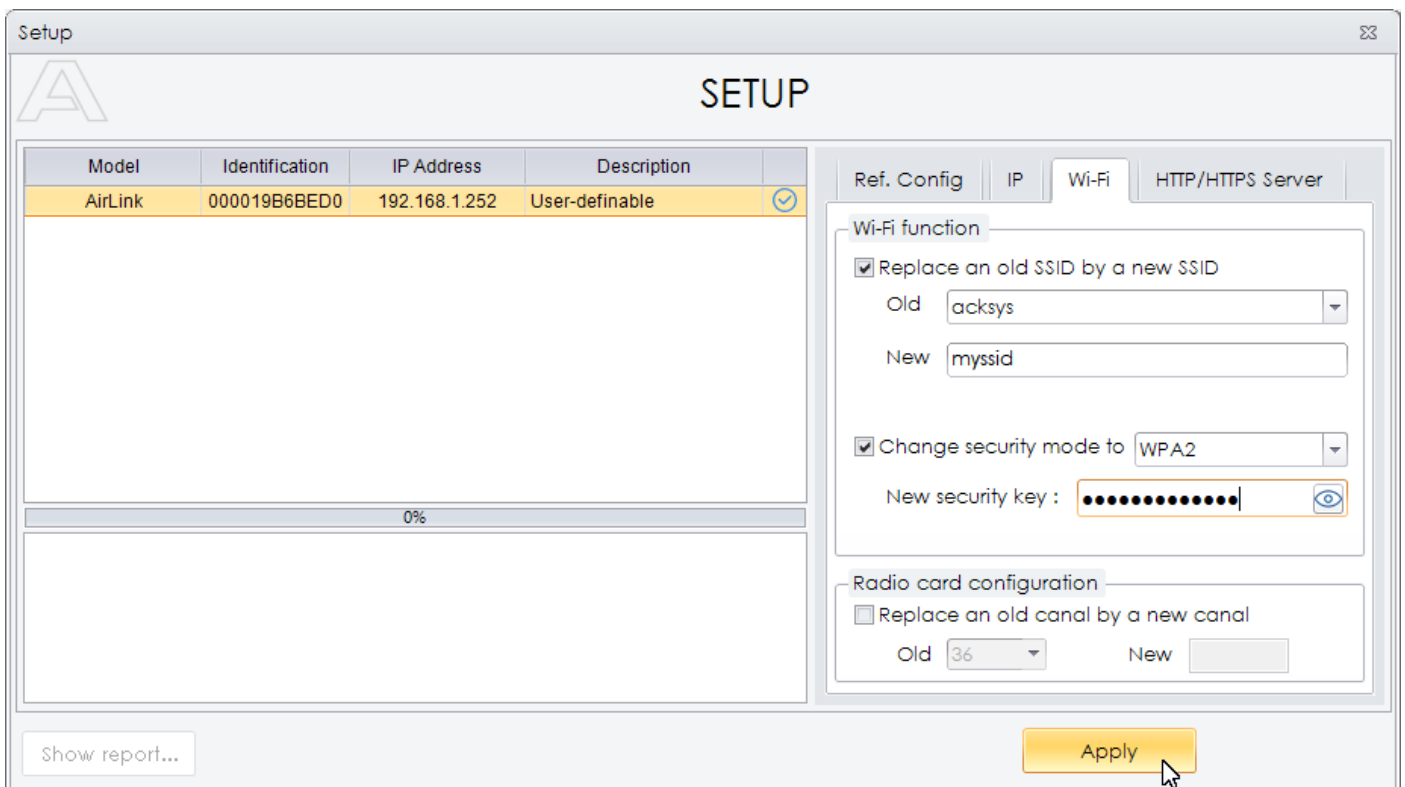 Setup
SETUP
Model Identification IP Address Description
AirLink 000019B6BED0 192.168.1.252 User-definable
0%
Show report...
Ref. Config IP Wi-Fi HTTP/HTTPS Server
Wi-Fi function
Replace an old SSID by a new SSID
Old acksys
New myssid
Change security mode to WPA2
New security key : •••••••••••••
Radio card configuration
Replace an old canal by a new canal
Old 36 New
Apply